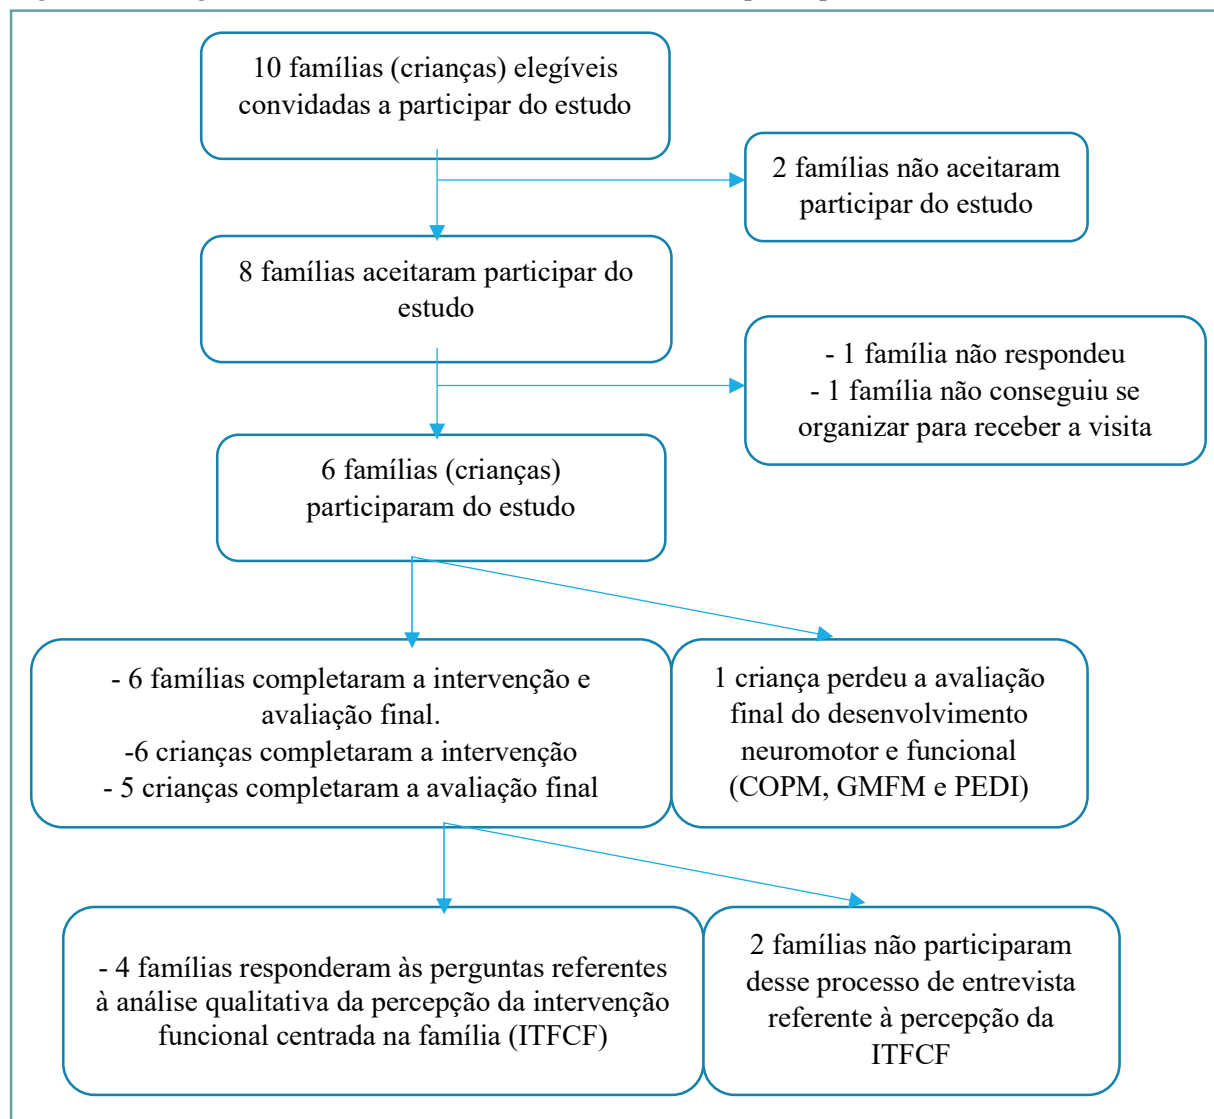 10 famílias (crianças) elegíveis
convidadas a participar do estudo
2 famílias não aceitaram
participar do estudo
8 famílias aceitaram participar do
estudo
- 1 família não respondeu
- 1 família não conseguiu se
organizar para receber a visita
6 famílias (crianças)
participaram do estudo
- 6 famílias completaram a intervenção e
avaliação final.
-6 crianças completaram a intervenção
- 5 crianças completaram a avaliação final
1 criança perdeu a avaliação
final do desenvolvimento
neuromotor e funcional
(COPM, GMFM e PEDI)
- 4 famílias responderam às perguntas referentes
à análise qualitativa da percepção da intervenção
funcional centrada na família (ITFCF)
2 famílias não participaram
desse processo de entrevista
referente à percepção da
ITFCF